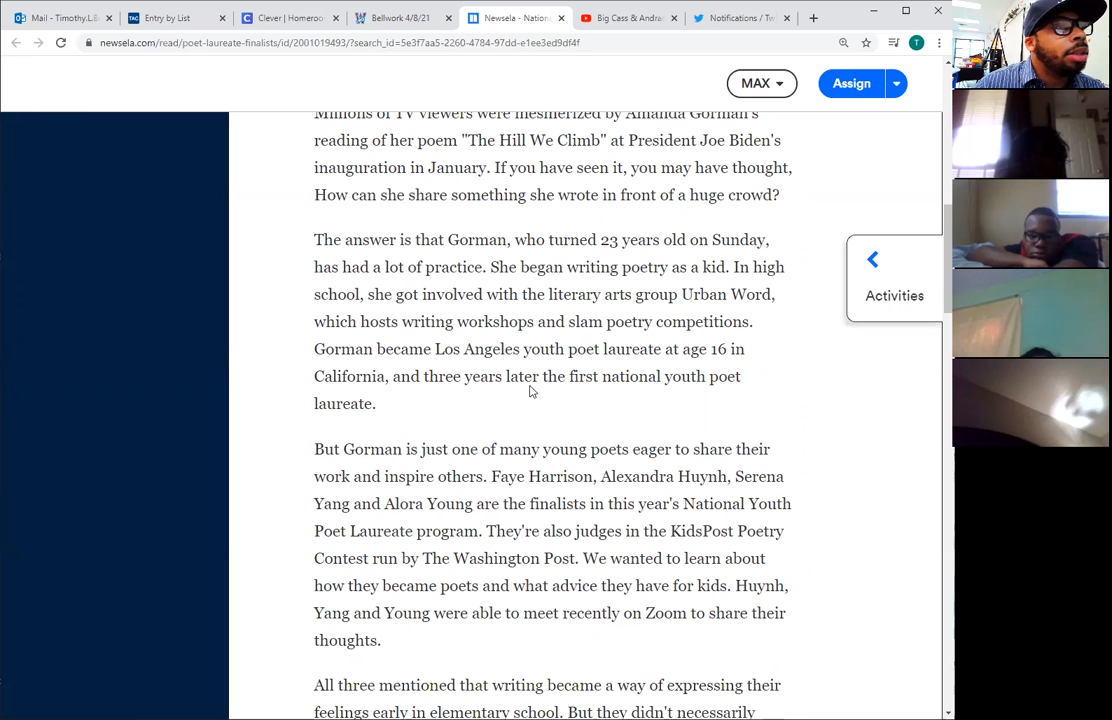 Mail - Timothy.L.B
Entry by List
Clever | Homeroo
Bellwork 4/8/21
Newsela - Nation
Big Cass & Andra
Notifications / Tw
newsela.com/read/poet-laureate-finalists/id/2001019493/?search_id=5e3f7aa5-2260-4784-97dd-e1ee3ed9df4f
T
MAX
Assign
Millions of TV viewers were mesmerized by Amanda Gorman's
reading of her poem "The Hill We Climb" at President Joe Biden's
inauguration in January. If you have seen it, you may have thought,
How can she share something she wrote in front of a huge crowd?
The answer is that Gorman, who turned 23 years old on Sunday,
has had a lot of practice. She began writing poetry as a kid. In high
school, she got involved with the literary arts group Urban Word,
which hosts writing workshops and slam poetry competitions.
Gorman became Los Angeles youth poet laureate at age 16 in
California, and three years later the first national youth poet
laureate.
Activities
But Gorman is just one of many young poets eager to share their
work and inspire others. Faye Harrison, Alexandra Huynh, Serena
Yang and Alora Young are the finalists in this year's National Youth
Poet Laureate program. They're also judges in the KidsPost Poetry
Contest run by The Washington Post. We wanted to learn about
how they became poets and what advice they have for kids. Huynh,
Yang and Young were able to meet recently on Zoom to share their
thoughts.
All three mentioned that writing became a way of expressing their
feelings early in elementary school. But they didn't necessarily